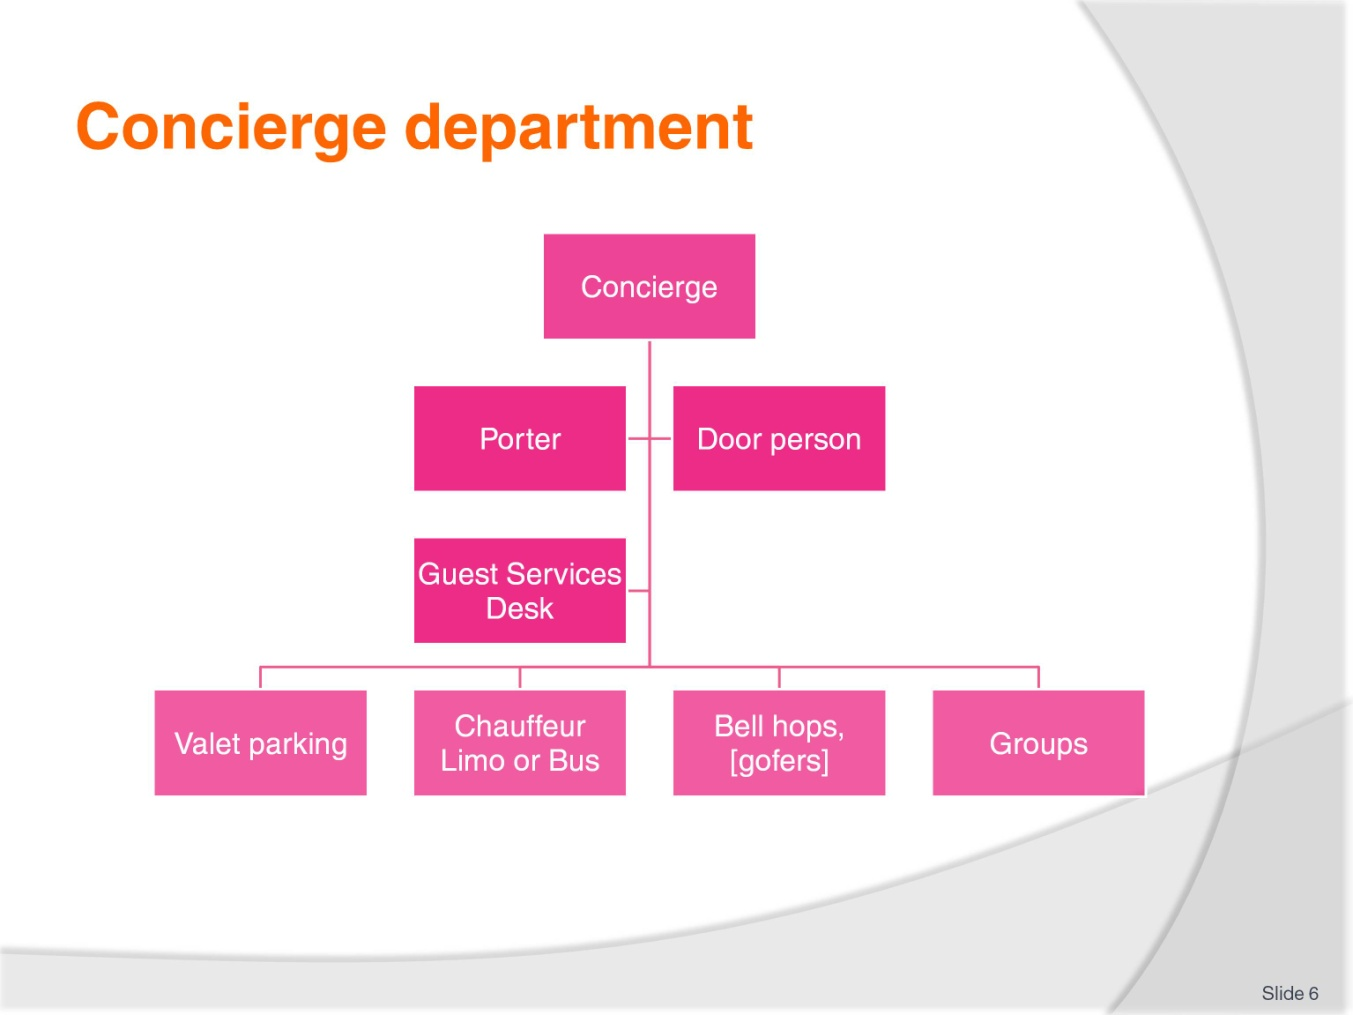 Concierge department
Concierge
Porter
Door person
Guest Services
Desk
Valet parking
Chauffeur
Limo or Bus
Bell hops,
[gofers]
Groups
Slide 6